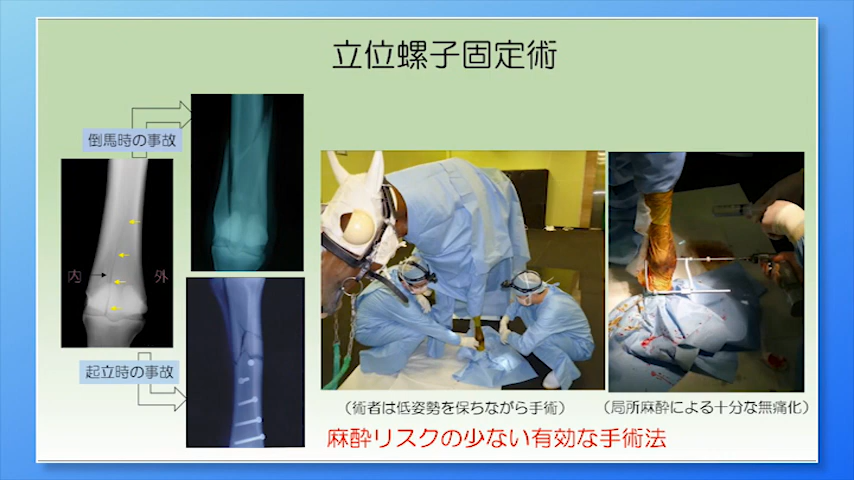 立位螺子固定術
倒馬時の事故
内
外
起立時の事故
（術者は低姿勢を保ちながら手術）
（局所麻酔による十分な無痛化）
麻酔リスクの少ない有効な手術法